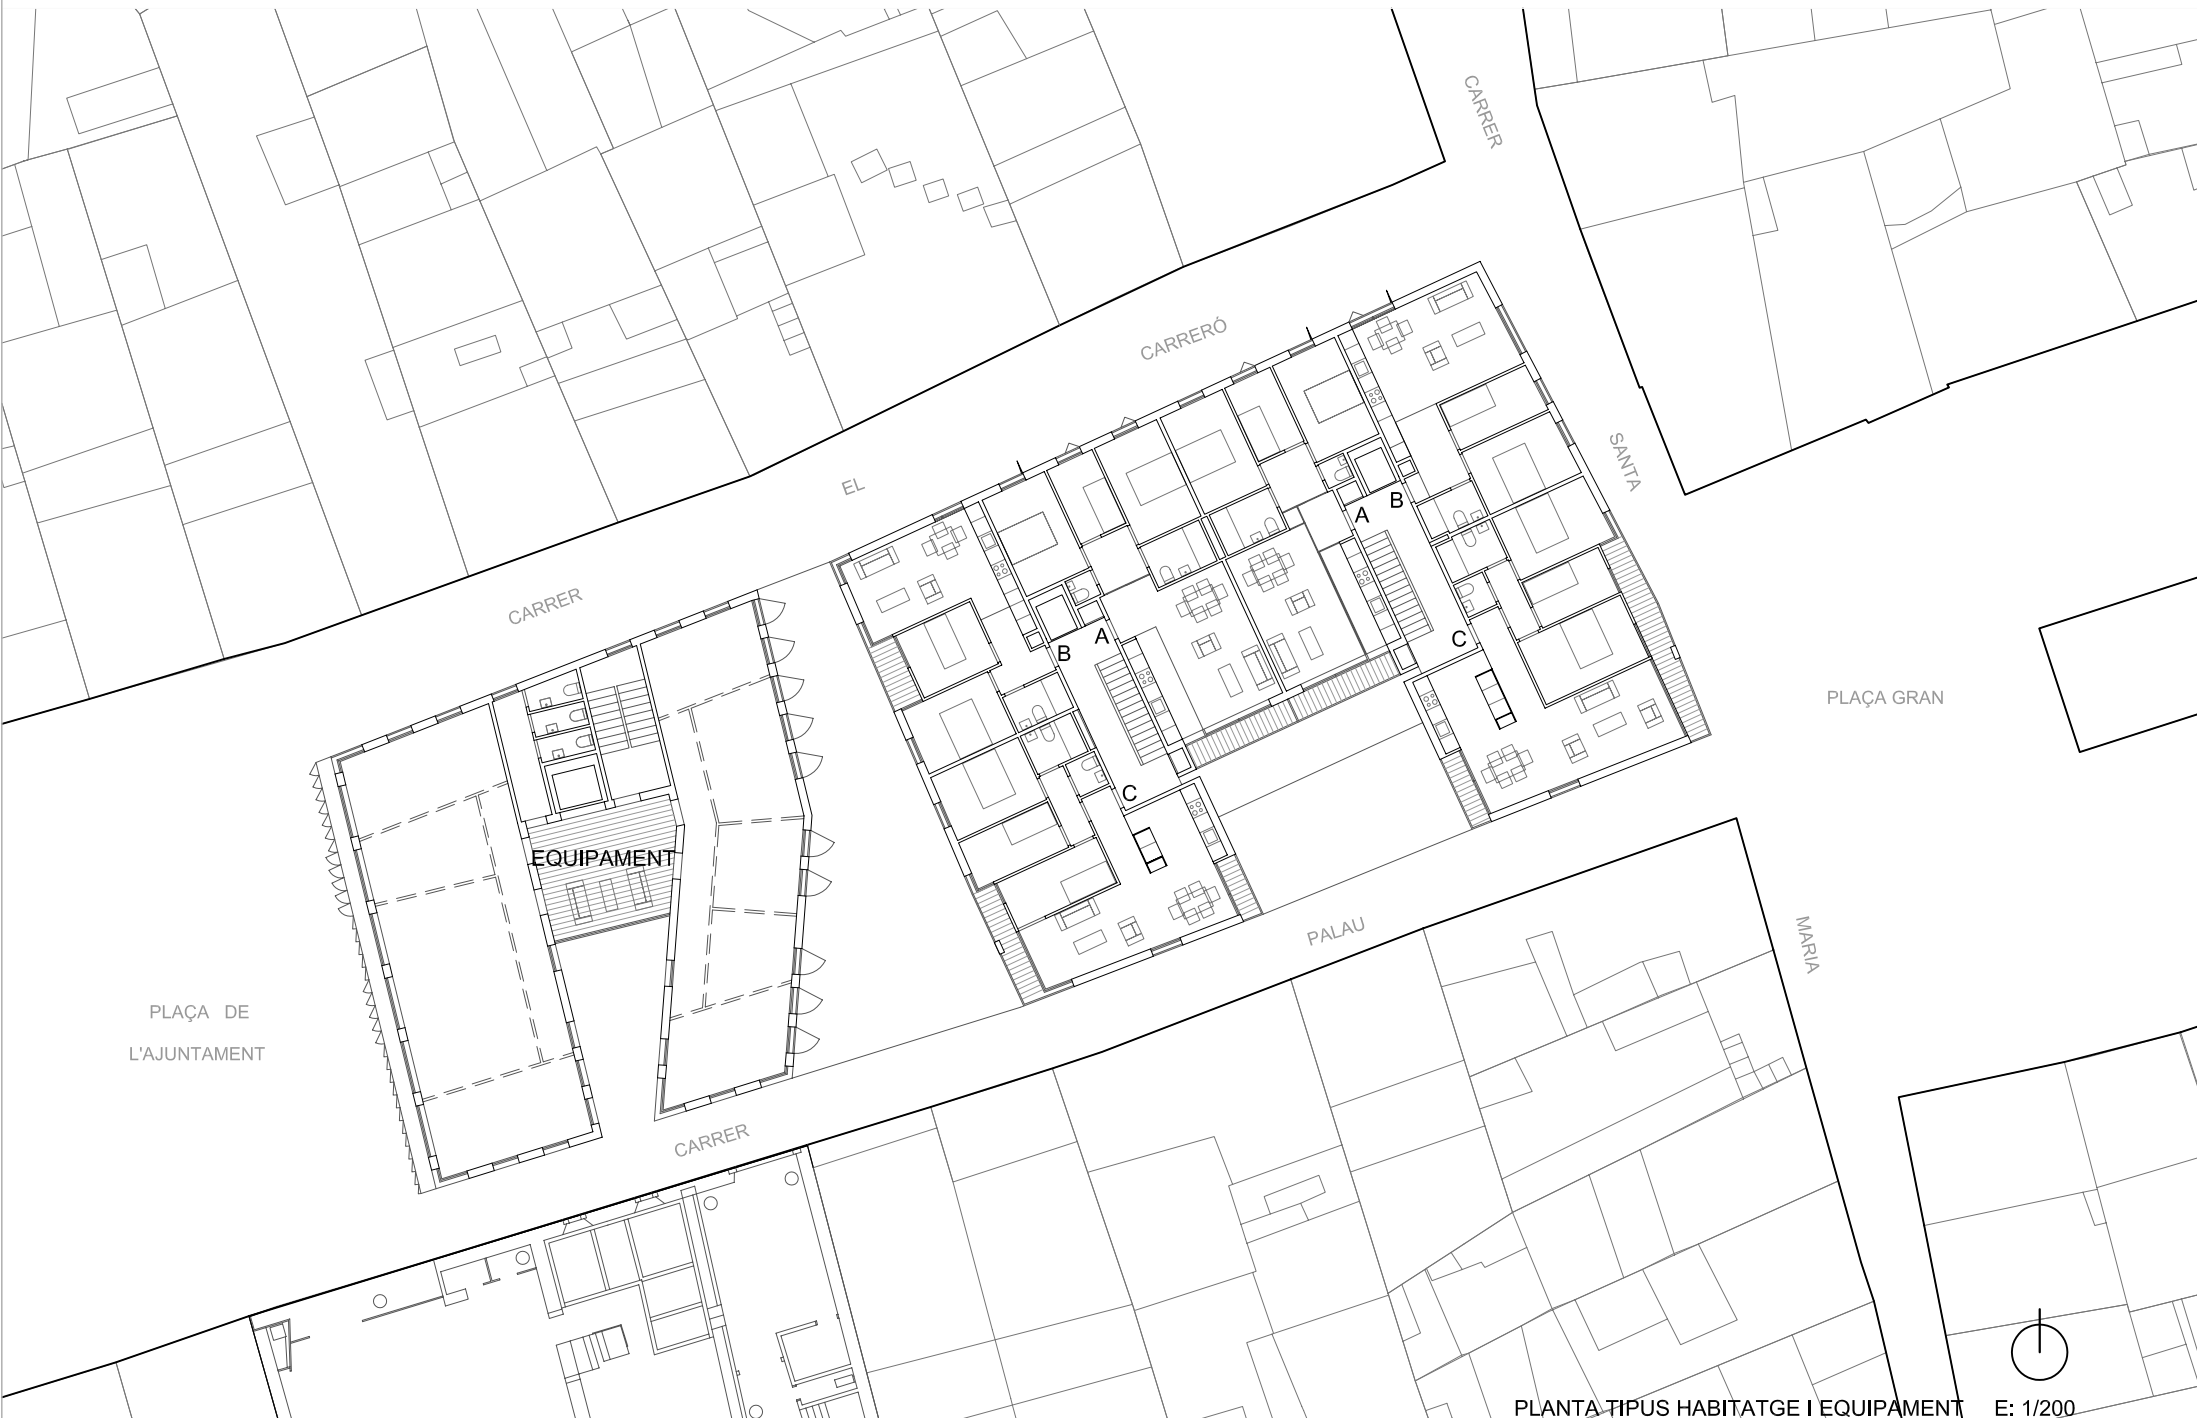 CARRER
CARRERÓ
EL
SANTA
B
A
CARRER
C
A
B
PLAÇA GRAN
C
EQUIPAMENT
PALAU
MARIA
PLAÇA DE
L'AJUNTAMENT
CARRER
PLANTA TIPUS HABITATGE I EQUIPAMENT E: 1/200